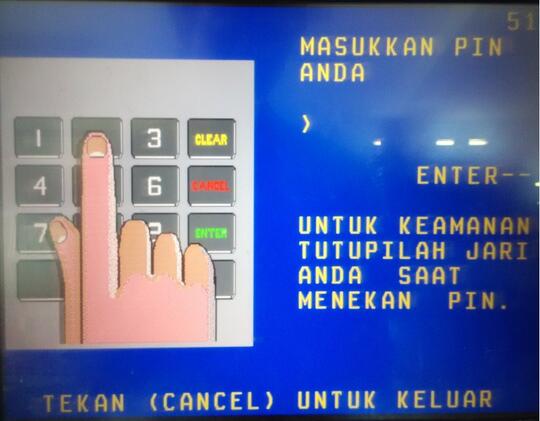 51
MASUKKAN PIN
ANDA
1 3 CLEAR
4 6 CANCEL
7 ENTER
ENTER--
UNTUK KEAMANAN
TUTUPILAH JARI
ANDA SAAT
MENEKAN PIN.
TEKAN (CANCEL) UNTUK KELUAR